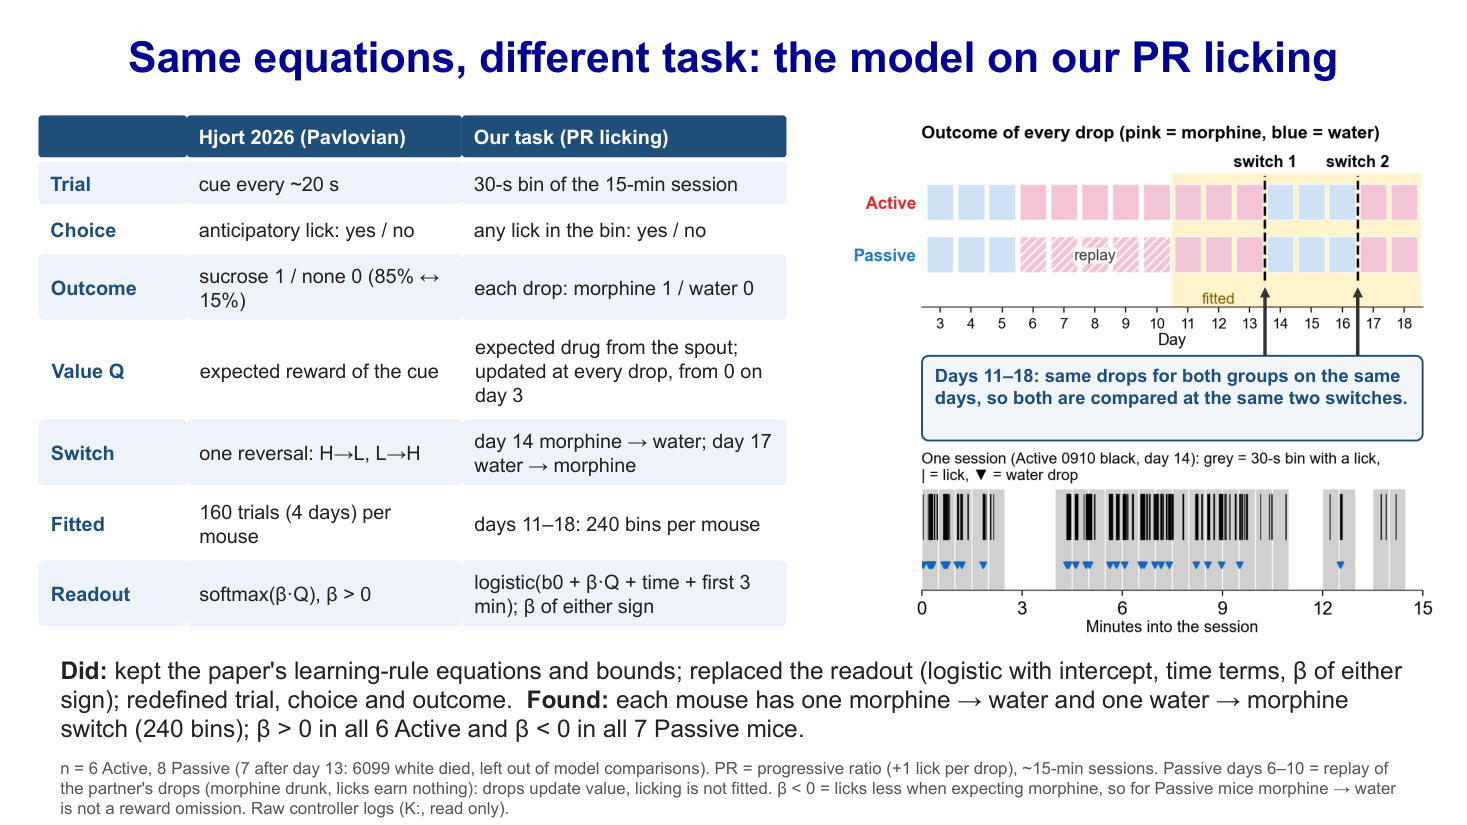 Same equations, different task: the model on our PR licking
Hjort 2026 (Pavlovian)
Our task (PR licking)
Trial
cue every ~20 s
30-s bin of the 15-min session
Choice
anticipatory lick: yes / no
any lick in the bin: yes / no
Outcome
sucrose 1 / none 0 (85% ↔
15%)
each drop: morphine 1 / water 0
Value Q
expected reward of the cue
expected drug from the spout;
updated at every drop, from 0 on
day 3
Switch
one reversal: H→L, L→H
day 14 morphine → water; day 17
water → morphine
Fitted
160 trials (4 days) per
mouse
days 11–18: 240 bins per mouse
Readout
softmax(β·Q), β > 0
logistic(b0 + β·Q + time + first 3
min); β of either sign
Outcome of every drop (pink = morphine, blue = water)
switch 1
switch 2
Active
Passive
replay
fitted
3 4 5 6 7 8 9 10 11 12 13 14 15 16 17 18
Day
Days 11–18: same drops for both groups on the same
days, so both are compared at the same two switches.
One session (Active 0910 black, day 14): grey = 30-s bin with a lick,
| = lick, ▼ = water drop
0 3 6 9 12 15
Minutes into the session
Did: kept the paper's learning-rule equations and bounds; replaced the readout (logistic with intercept, time terms, β of either
sign); redefined trial, choice and outcome. Found: each mouse has one morphine → water and one water → morphine
switch (240 bins); β > 0 in all 6 Active and β < 0 in all 7 Passive mice.
n = 6 Active, 8 Passive (7 after day 13: 6099 white died, left out of model comparisons). PR = progressive ratio (+1 lick per drop), ~15-min sessions. Passive days 6–10 = replay of
the partner's drops (morphine drunk, licks earn nothing): drops update value, licking is not fitted. β < 0 = licks less when expecting morphine, so for Passive mice morphine → water
is not a reward omission. Raw controller logs (K:, read only).